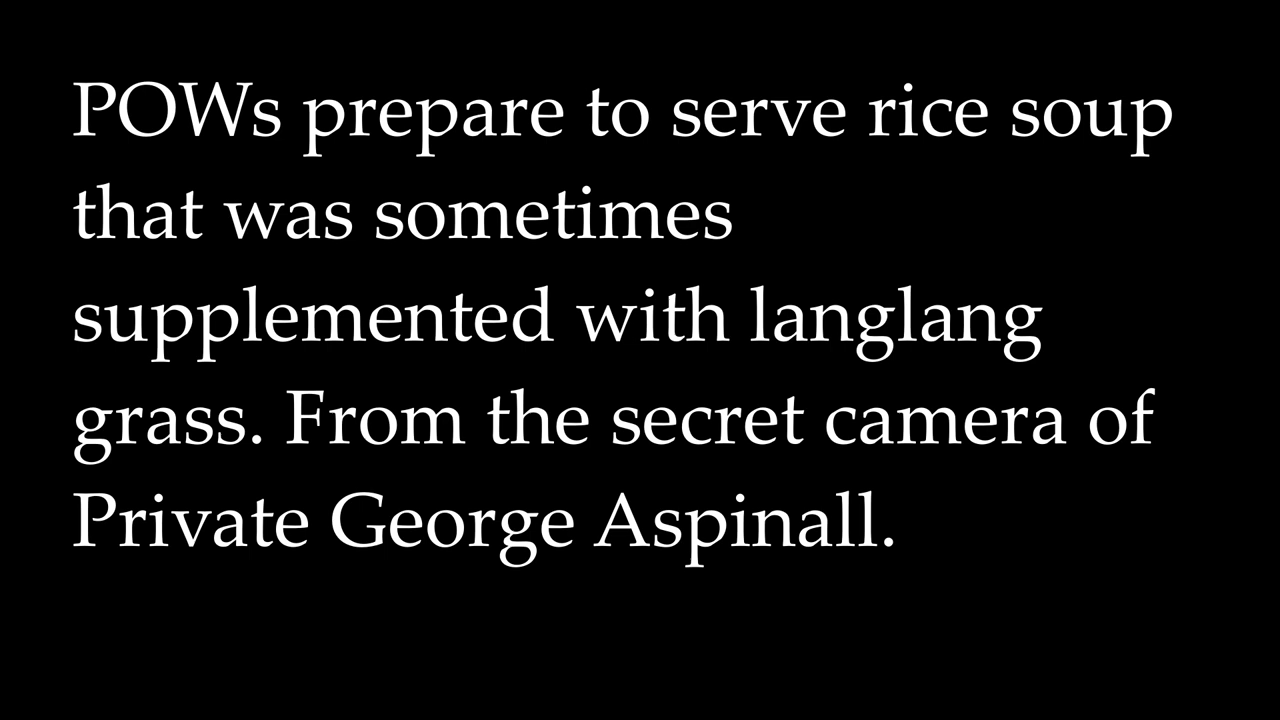 POWs prepare to serve rice soup
that was sometimes
supplemented with langlang
grass. From the secret camera of
Private George Aspinall.